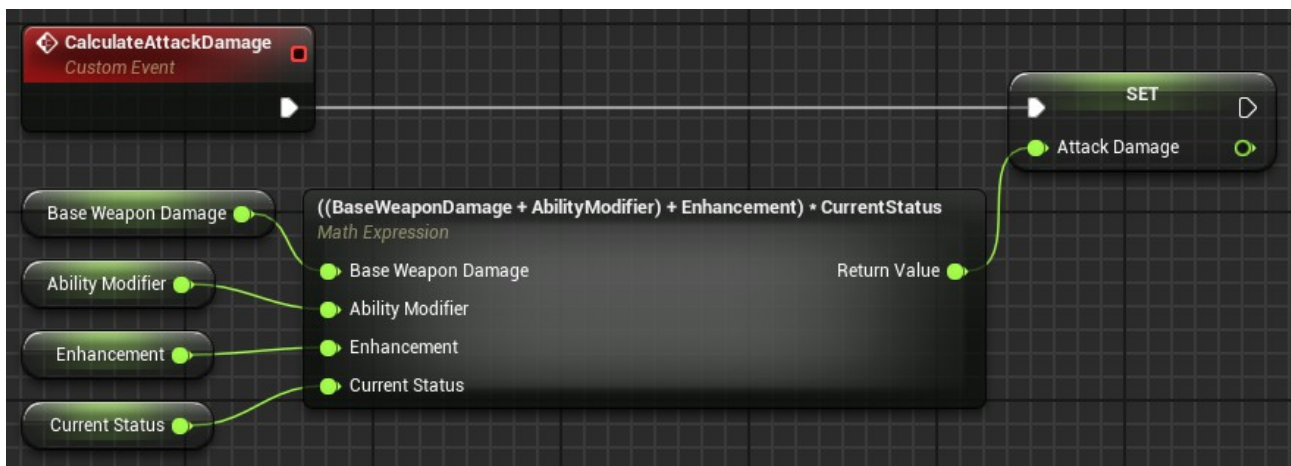 CalculateAttackDamage
Custom Event
SET
Attack Damage
Base Weapon Damage
Ability Modifier
Enhancement
Current Status
((BaseWeaponDamage + AbilityModifier) + Enhancement) * CurrentStatus
Math Expression
Base Weapon Damage
Return Value
Ability Modifier
Enhancement
Current Status